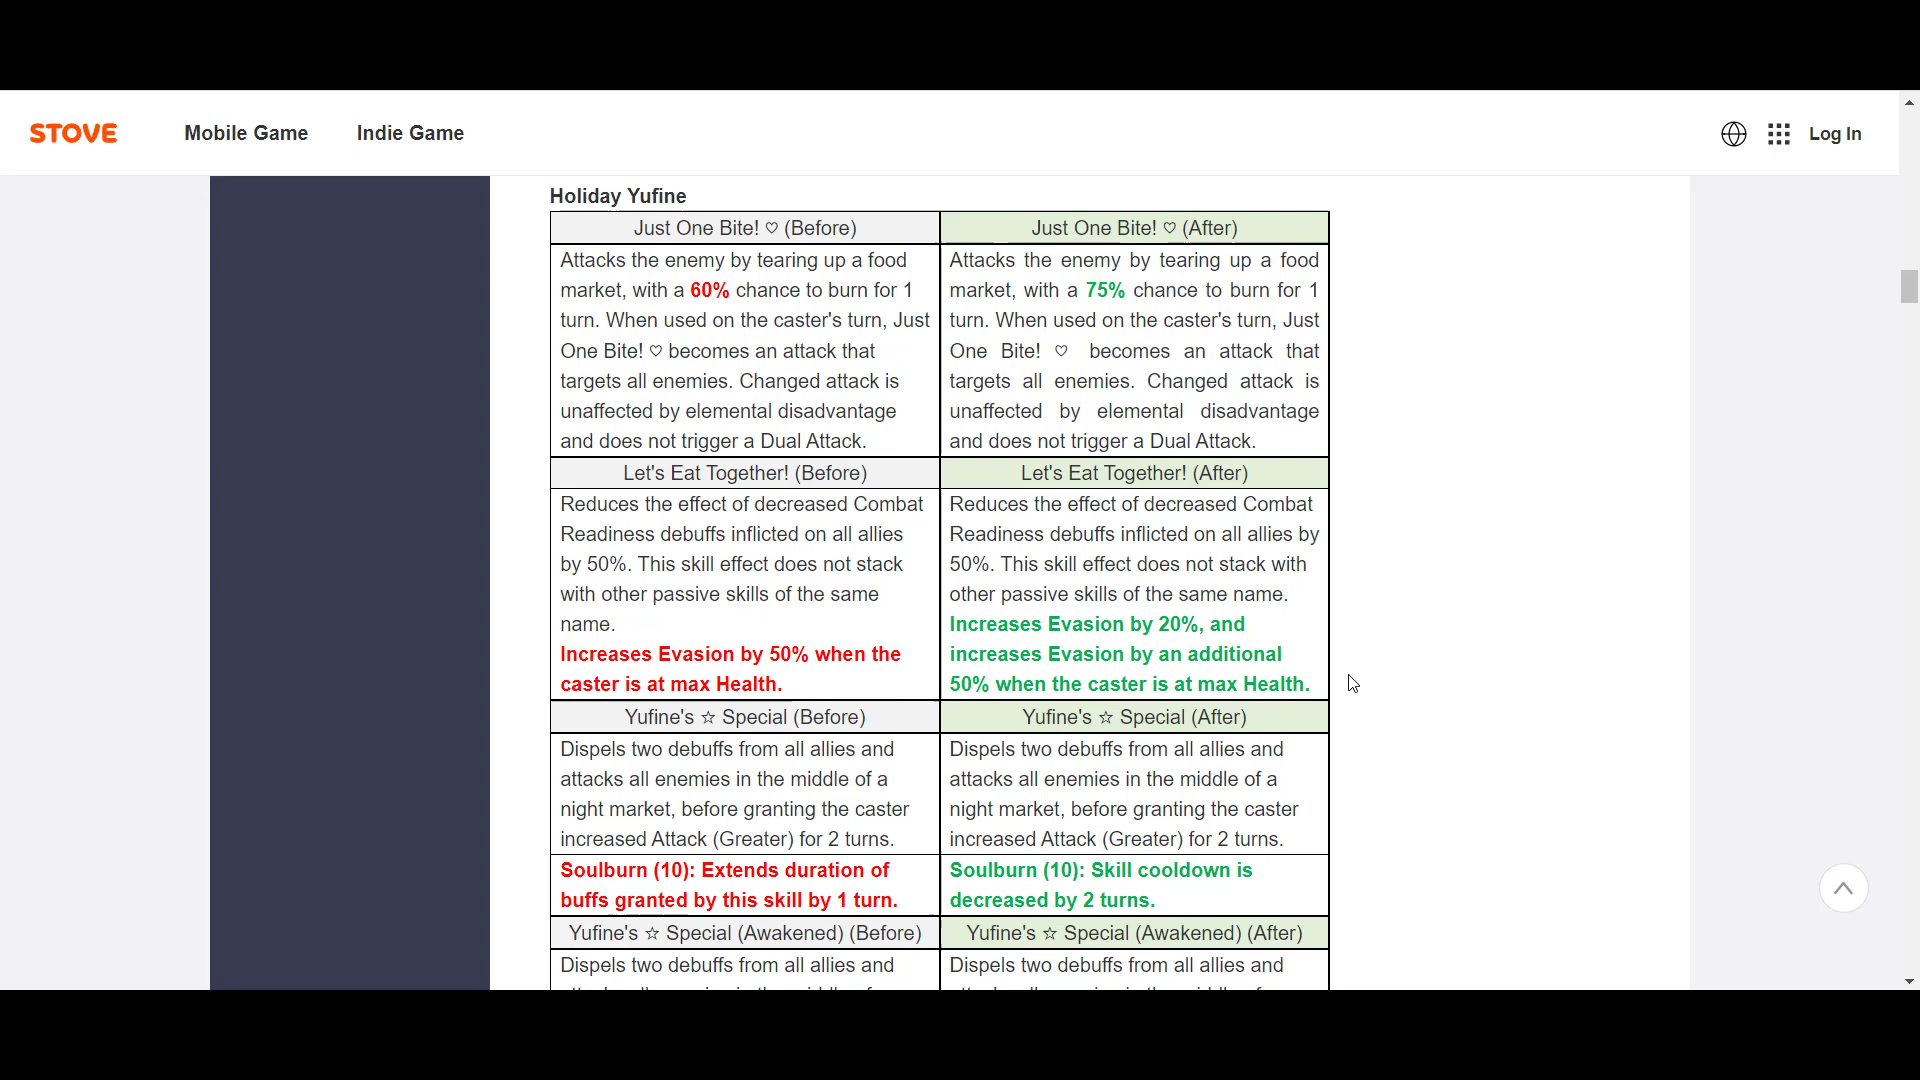 STOVE
Mobile Game
Indie Game
Log In
Holiday Yufine
Just One Bite! ♡ (Before)
Attacks the enemy by tearing up a food
market, with a 60% chance to burn for 1
turn. When used on the caster's turn, Just
One Bite! ♡ becomes an attack that
targets all enemies. Changed attack is
unaffected by elemental disadvantage
and does not trigger a Dual Attack.
Just One Bite! ♡ (After)
Attacks the enemy by tearing up a food
market, with a 75% chance to burn for 1
turn. When used on the caster's turn, Just
One Bite! ♡ becomes an attack that
targets all enemies. Changed attack is
unaffected by elemental disadvantage
and does not trigger a Dual Attack.
Let's Eat Together! (Before)
Reduces the effect of decreased Combat
Readiness debuffs inflicted on all allies
by 50%. This skill effect does not stack
with other passive skills of the same
name.
Increases Evasion by 50% when the
caster is at max Health.
Let's Eat Together! (After)
Reduces the effect of decreased Combat
Readiness debuffs inflicted on all allies by
50%. This skill effect does not stack with
other passive skills of the same name.
Increases Evasion by 20%, and
increases Evasion by an additional
50% when the caster is at max Health.
Yufine's ☆ Special (Before)
Dispels two debuffs from all allies and
attacks all enemies in the middle of a
night market, before granting the caster
increased Attack (Greater) for 2 turns.
Soulburn (10): Extends duration of
buffs granted by this skill by 1 turn.
Yufine's ☆ Special (After)
Dispels two debuffs from all allies and
attacks all enemies in the middle of a
night market, before granting the caster
increased Attack (Greater) for 2 turns.
Soulburn (10): Skill cooldown is
decreased by 2 turns.
Yufine's ☆ Special (Awakened) (Before)
Dispels two debuffs from all allies and
Yufine's ☆ Special (Awakened) (After)
Dispels two debuffs from all allies and